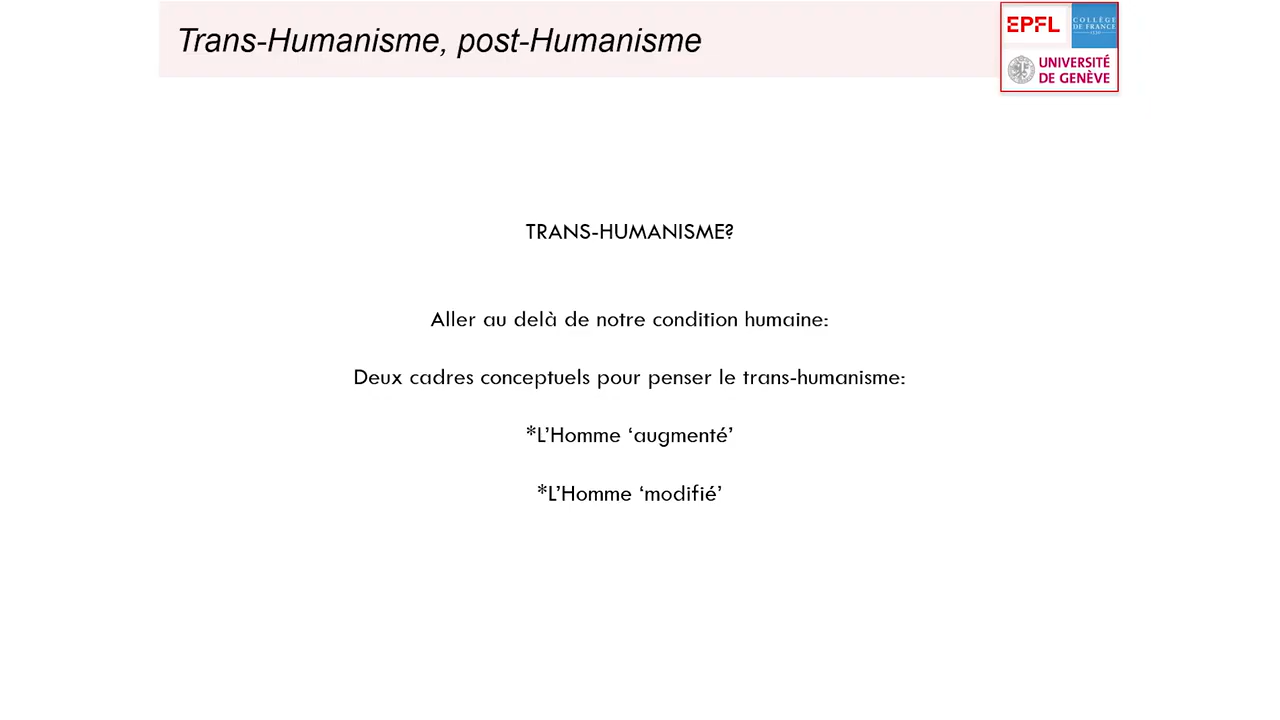 Trans-Humanisme, post-Humanisme
EPFL
COLLÈGE
DE FRANCE
1530
UNIVERSITÉ
DE GENÈVE
TRANS-HUMANISME?
Aller au delà de notre condition humaine:
Deux cadres conceptuels pour penser le trans-humanisme:
*L’Homme ‘augmenté’
*L’Homme ‘modifié’